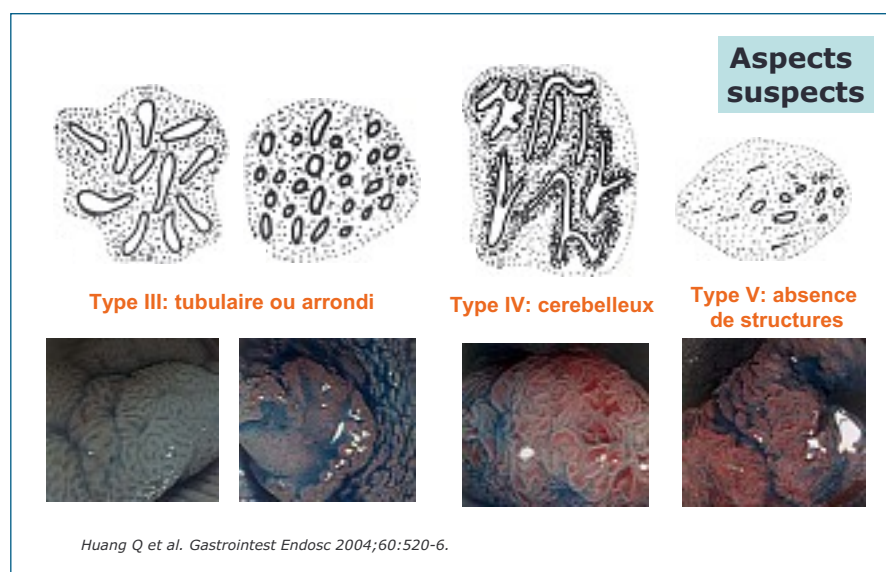 Aspects
suspects
Type III: tubulaire ou arrondi
Type IV: cerebelleux
Type V: absence
de structures
Huang Q et al. Gastrointest Endosc 2004;60:520-6.